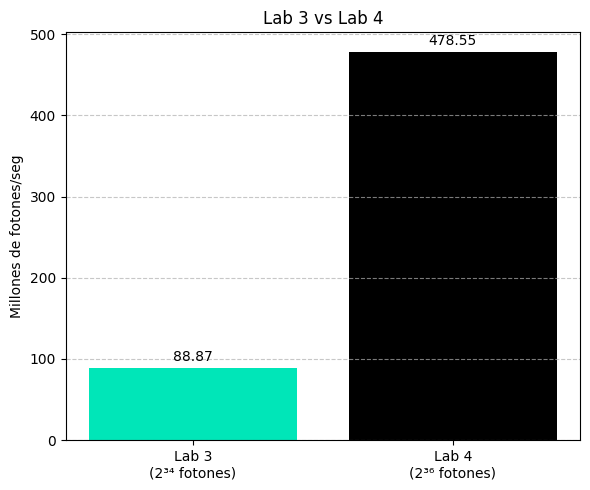 Lab 3 vs Lab 4
Millones de fotones/seg
500
400
300
200
100
0
478.55
88.87
Lab 3
(2³⁴ fotones)
Lab 4
(2³⁶ fotones)